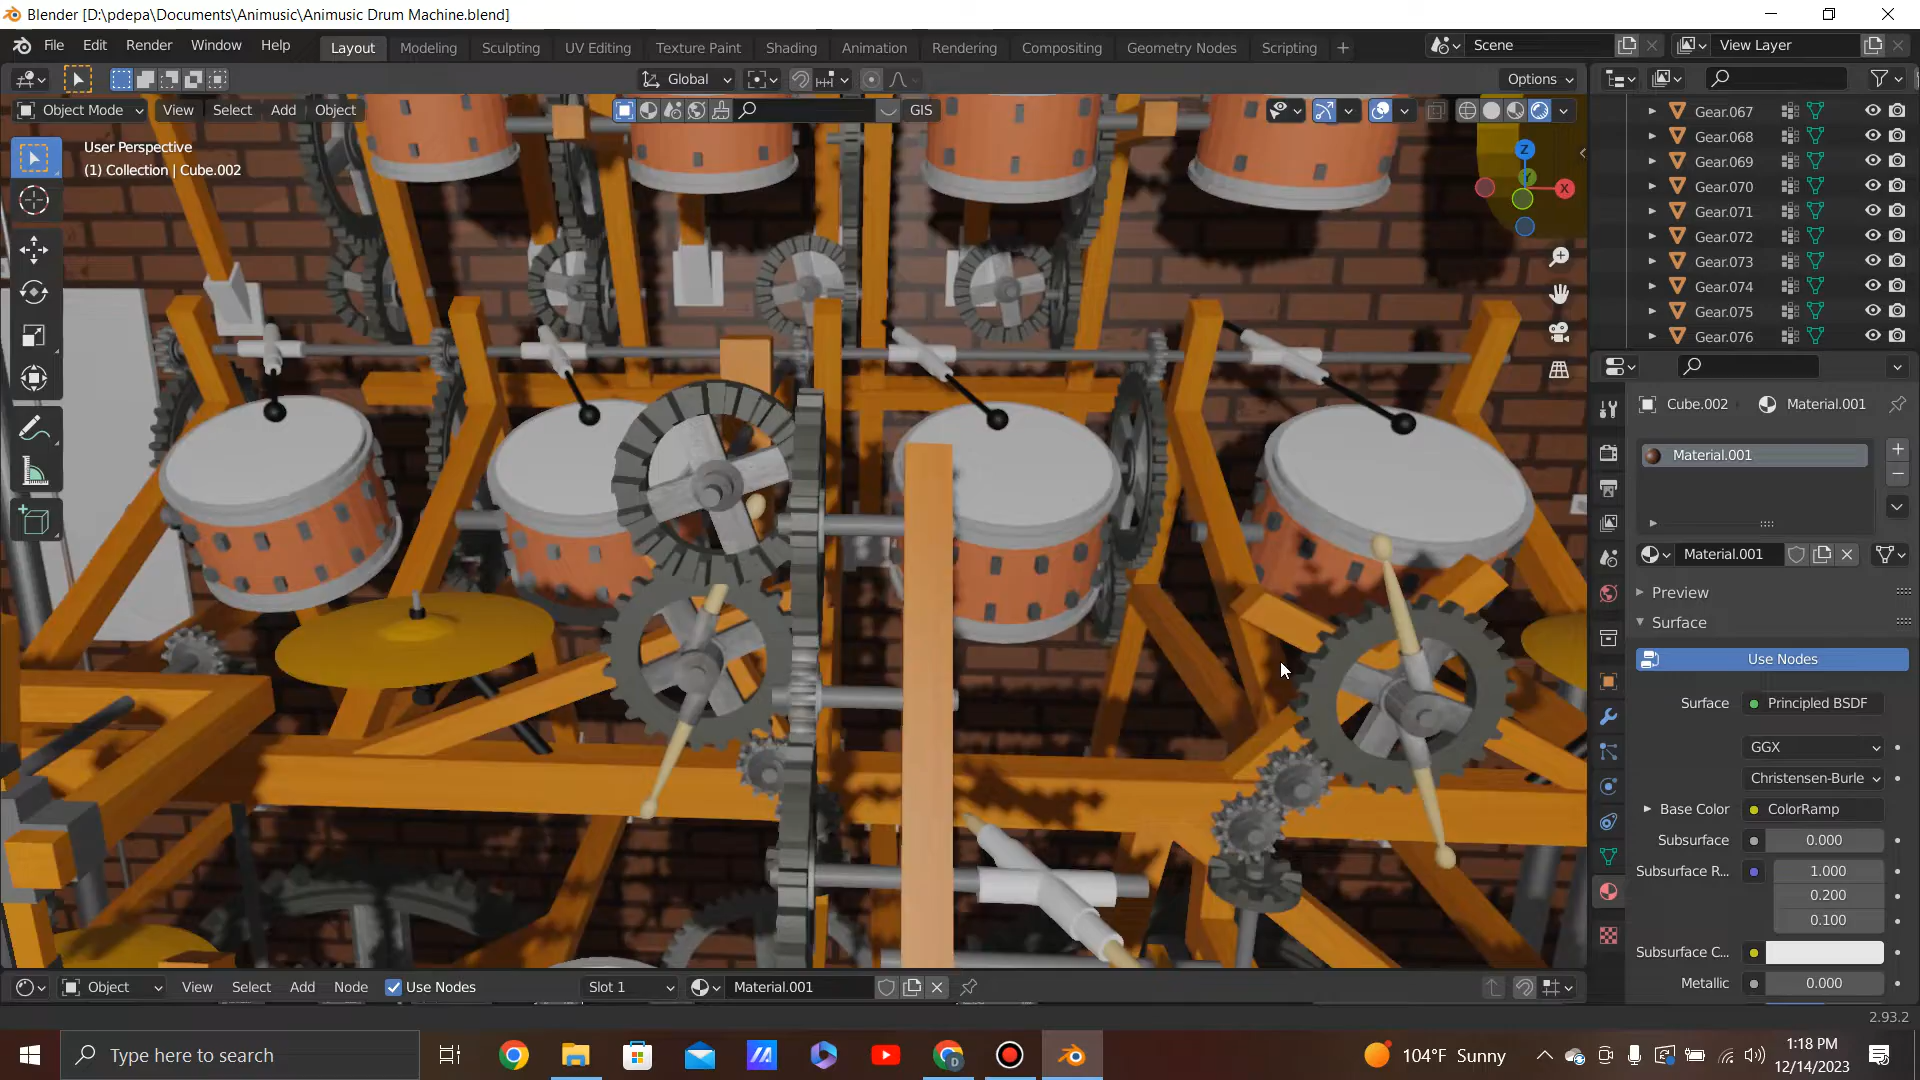 Blender [D:\pdepa\Documents\Animusic\Animusic Drum Machine.blend]
File Edit Render Window Help
Layout Modeling Sculpting UV Editing Texture Paint Shading Animation Rendering Compositing Geometry Nodes Scripting +
Scene
View Layer
Global
Options
Object Mode View Select Add Object
GIS
User Perspective
(1) Collection | Cube.002
Z
Y
X
Gear.067
Gear.068
Gear.069
Gear.070
Gear.071
Gear.072
Gear.073
Gear.074
Gear.075
Gear.076
Cube.002 Material.001
Material.001
Material.001
Preview
Surface
Use Nodes
Surface Principled BSDF
GGX
Christensen-Burle
Base Color ColorRamp
Subsurface 0.000
Subsurface R... 1.000
0.200
0.100
Subsurface C...
Metallic 0.000
Object View Select Add Node Use Nodes Slot 1 Material.001
2.93.2
Type here to search
D
104°F Sunny
1:18 PM
12/14/2023